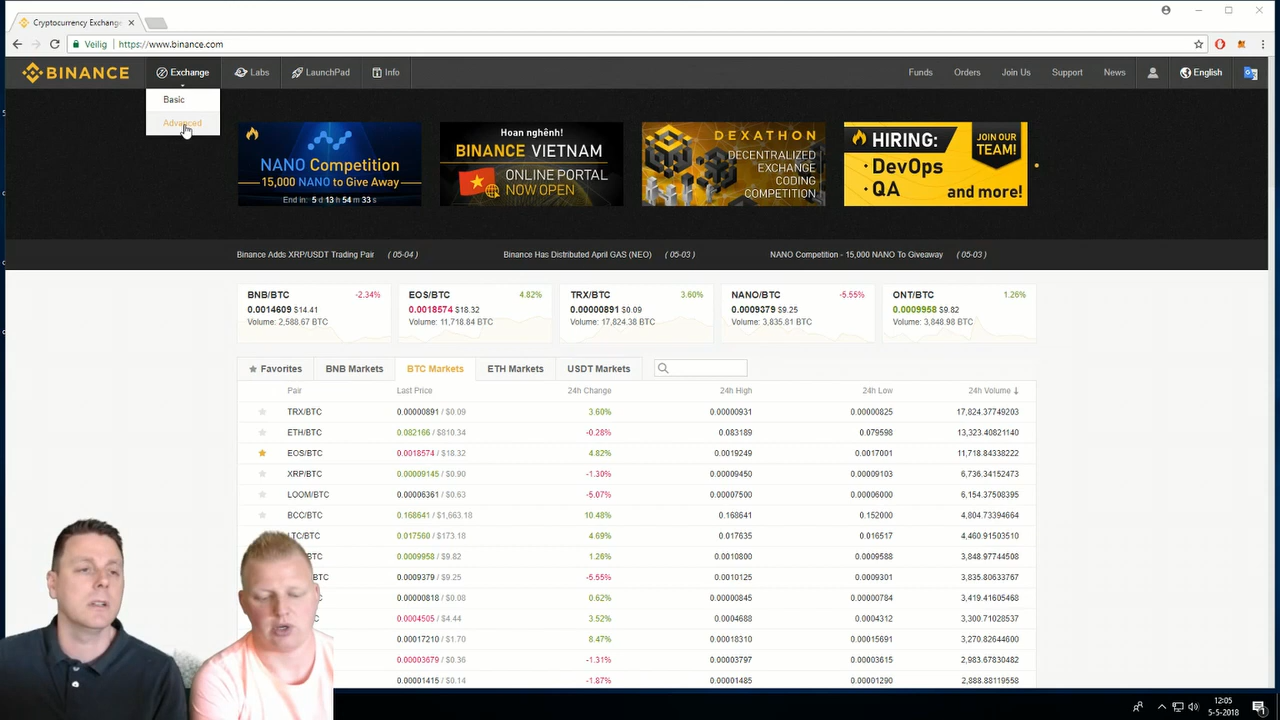 Cryptocurrency Exchange
Veilig
https://www.binance.com
BINANCE
Exchange
Labs
LaunchPad
Info
Funds
Orders
Join Us
Support
News
English
Basic
Advanced
NANO Competition
15,000 NANO to Give Away
End in: 5 d 13 h 54 m 33 s
Hoan nghênh!
BINANCE VIETNAM
ONLINE PORTAL
NOW OPEN
DEXATHON
DECENTRALIZED
EXCHANGE
CODING
COMPETITION
HIRING:
• DevOps
• QA
and more!
JOIN OUR
TEAM!
Binance Adds XRP/USDT Trading Pair ( 05-04 )
Binance Has Distributed April GAS (NEO) ( 05-03 )
NANO Competition - 15,000 NANO To Giveaway ( 05-03 )
BNB/BTC -2.34%
0.0014609 $14.41
Volume: 2,588.67 BTC
EOS/BTC 4.82%
0.0018574 $18.32
Volume: 11,718.84 BTC
TRX/BTC 3.60%
0.00000891 $0.09
Volume: 17,824.38 BTC
NANO/BTC -5.55%
0.0009379 $9.25
Volume: 3,835.81 BTC
ONT/BTC 1.26%
0.0009958 $9.82
Volume: 3,848.98 BTC
Favorites BNB Markets BTC Markets ETH Markets USDT Markets
Pair Last Price 24h Change 24h High 24h Low 24h Volume
TRX/BTC 0.00000891 / $0.09 3.60% 0.00000931 0.00000825 17,824.37749203
ETH/BTC 0.082166 / $810.34 -0.28% 0.083189 0.079598 13,323.40821140
EOS/BTC 0.0018574 / $18.32 4.82% 0.0019249 0.0017001 11,718.84338222
XRP/BTC 0.00009145 / $0.90 -1.30% 0.00009450 0.00009103 6,736.34152473
LOOM/BTC 0.00006361 / $0.63 -5.07% 0.00007500 0.00006000 6,154.37508395
BCC/BTC 0.168641 / $1,663.18 10.48% 0.168641 0.152000 4,804.73394664
LTC/BTC 0.017560 / $173.18 4.69% 0.017635 0.016517 4,460.91503510
/BTC 0.0009958 / $9.82 1.26% 0.0010800 0.0009588 3,848.97744508
/BTC 0.0009379 / $9.25 -5.55% 0.0010125 0.0009301 3,835.80633767
0.00000818 / $0.08 0.62% 0.00000845 0.00000784 3,419.41605468
0.0004505 / $4.44 3.52% 0.0004688 0.0004312 3,300.71028537
0.00017210 / $1.70 8.47% 0.00018310 0.00015691 3,270.82644600
0.00003679 / $0.36 -1.31% 0.00003797 0.00003615 2,983.67830482
0.00001415 / $0.14 -1.87% 0.00001485 0.00001290 2,888.88119558
12:05
5-5-2018